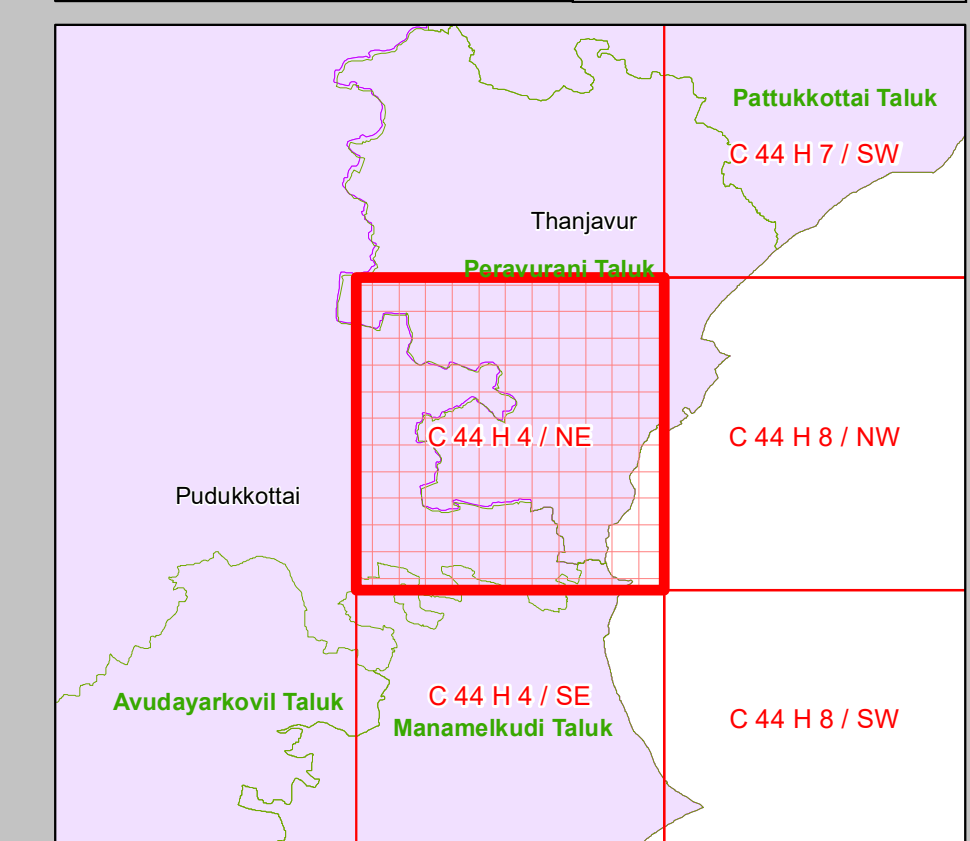 Pattukkottai Taluk
C 44 H 7 / SW
Thanjavur
Peravurani Taluk
C 44 H 4 / NE
C 44 H 8 / NW
Pudukkottai
Avudayarkovil Taluk
C 44 H 4 / SE
Manamelkudi Taluk
C 44 H 8 / SW